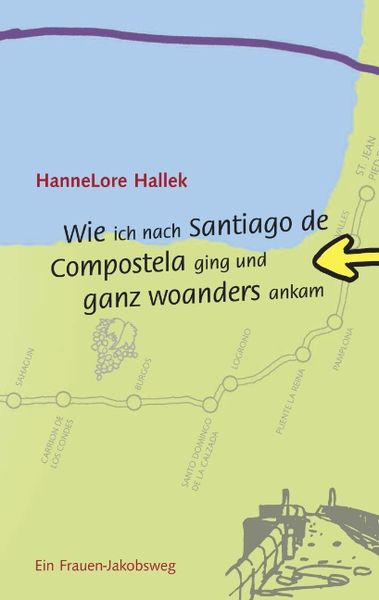 HanneLore Hallek
Wie ich nach Santiago de
Compostela ging und
ganz woanders ankam
ST. JEAN
PIED
VALLES
PAMPLONA
PUENTE LA REINA
LOGRONO
SANTO DOMINGO
DE LA CALZADA
BURGOS
CARRION DE
LOS CONDES
SAHAGUN
Ein Frauen-Jakobsweg